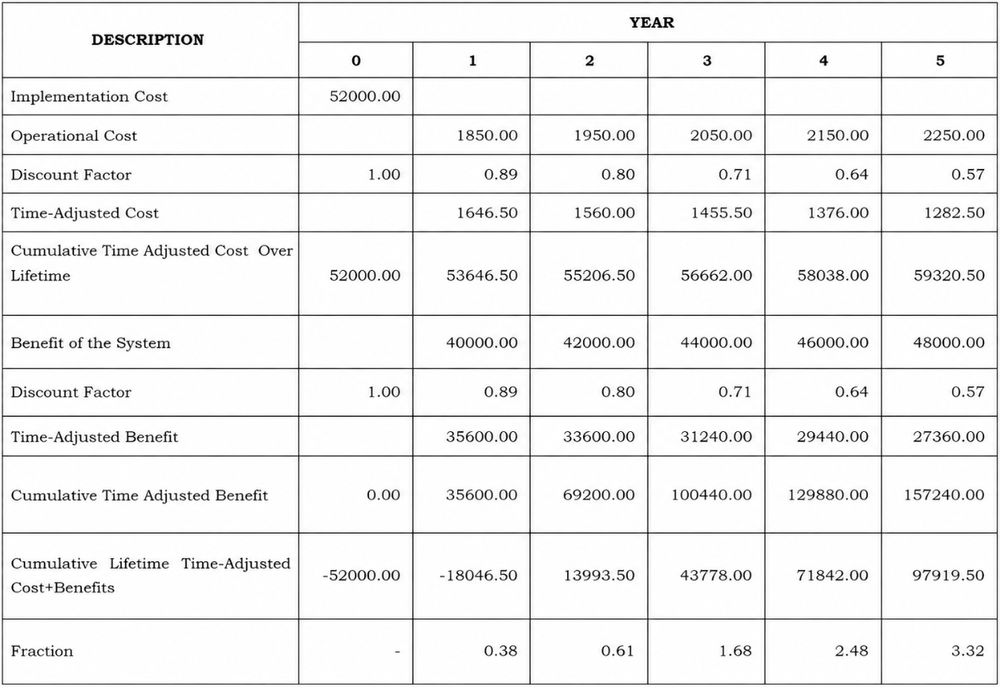 DESCRIPTION YEAR
0 1 2 3 4 5
Implementation Cost 52000.00
Operational Cost 1850.00 1950.00 2050.00 2150.00 2250.00
Discount Factor 1.00 0.89 0.80 0.71 0.64 0.57
Time-Adjusted Cost 1646.50 1560.00 1455.50 1376.00 1282.50
Cumulative Time Adjusted Cost Over
Lifetime 52000.00 53646.50 55206.50 56662.00 58038.00 59320.50
Benefit of the System 40000.00 42000.00 44000.00 46000.00 48000.00
Discount Factor 1.00 0.89 0.80 0.71 0.64 0.57
Time-Adjusted Benefit 35600.00 33600.00 31240.00 29440.00 27360.00
Cumulative Time Adjusted Benefit 0.00 35600.00 69200.00 100440.00 129880.00 157240.00
Cumulative Lifetime Time-Adjusted
Cost+Benefits -52000.00 -18046.50 13993.50 43778.00 71842.00 97919.50
Fraction - 0.38 0.61 1.68 2.48 3.32